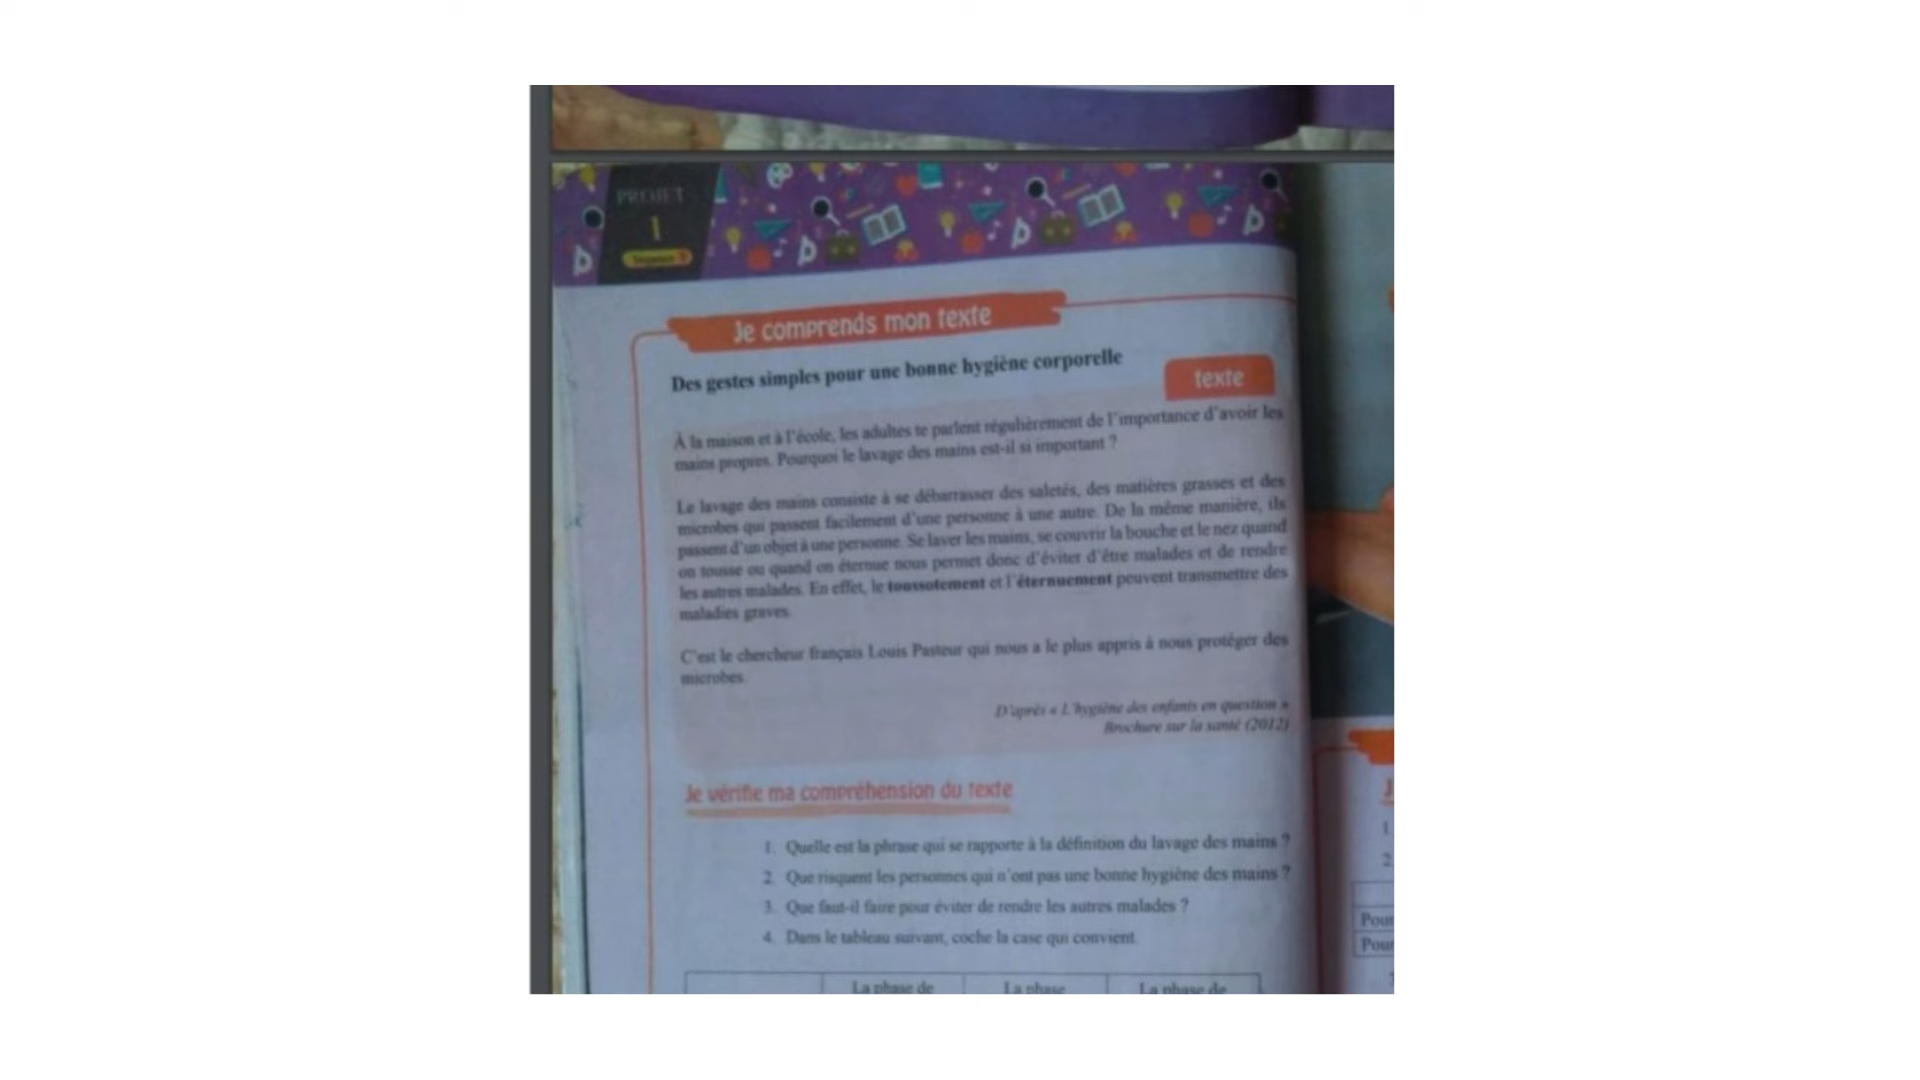 PROJET
1
Séquence 1
Je comprends mon texte
Des gestes simples pour une bonne hygiène corporelle
texte
À la maison et à l'école, les adultes te parlent régulièrement de l'importance d'avoir les
mains propres. Pourquoi le lavage des mains est-il si important ?
Le lavage des mains consiste à se débarrasser des saletés, des matières grasses et des
microbes qui passent facilement d'une personne à une autre. De la même manière, ils
passent d'un objet à une personne. Se laver les mains, se couvrir la bouche et le nez quand
on tousse ou quand on éternue nous permet donc d'éviter d'être malades et de rendre
les autres malades. En effet, le toussotement et l'éternuement peuvent transmettre des
maladies graves.
C'est le chercheur français Louis Pasteur qui nous a le plus appris à nous protéger des
microbes.
D'après « L'hygiène des enfants en question »
Brochure sur la santé (2012)
Je vérifie ma compréhension du texte
1. Quelle est la phrase qui se rapporte à la définition du lavage des mains ?
2. Que risquent les personnes qui n'ont pas une bonne hygiène des mains ?
3. Que faut-il faire pour éviter de rendre les autres malades ?
4. Dans le tableau suivant, coche la case qui convient.
La phase de La phase La phase de
J
1.
2.
Pour
Pour